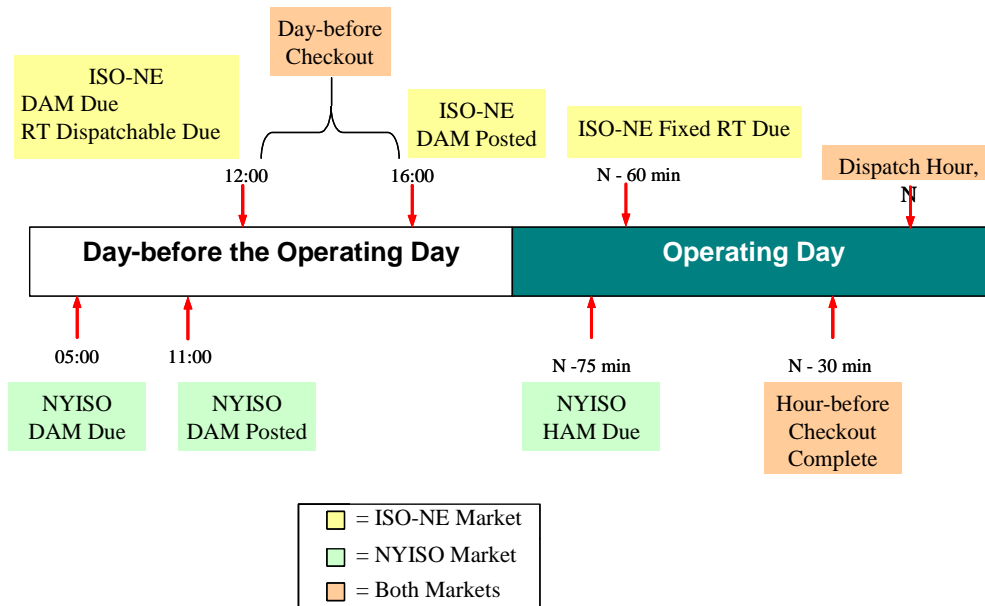 Day-before
Checkout
ISO-NE
DAM Due
RT Dispatchable Due
ISO-NE
DAM Posted
ISO-NE Fixed RT Due
Dispatch Hour,
N
12:00
16:00
N - 60 min
Day-before the Operating Day
Operating Day
05:00
11:00
N -75 min
N - 30 min
NYISO
DAM Due
NYISO
DAM Posted
NYISO
HAM Due
Hour-before
Checkout
Complete
= ISO-NE Market
= NYISO Market
= Both Markets